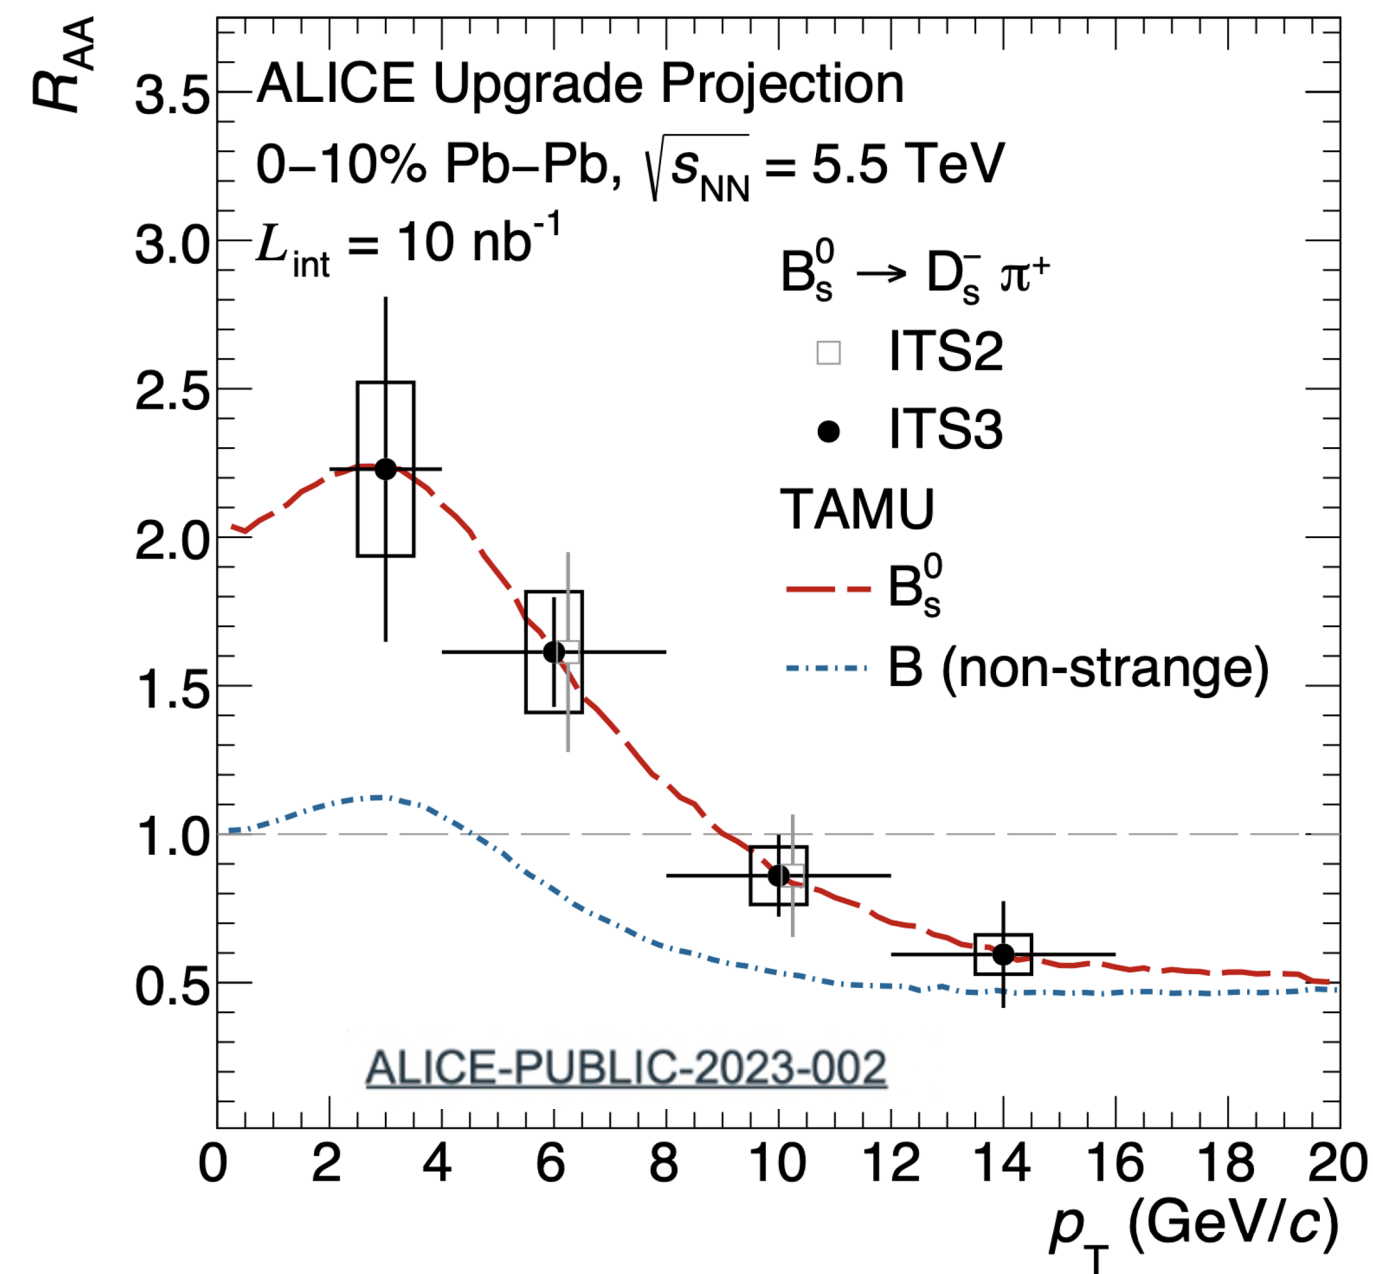 R_AA
ALICE Upgrade Projection
0–10% Pb–Pb, √s_NN = 5.5 TeV
L_int = 10 nb^-1
B_s^0 → D_s^- π^+
ITS2
ITS3
TAMU
B_s^0
B (non-strange)
3.5
3.0
2.5
2.0
1.5
1.0
0.5
ALICE-PUBLIC-2023-002
0 2 4 6 8 10 12 14 16 18 20
p_T (GeV/c)